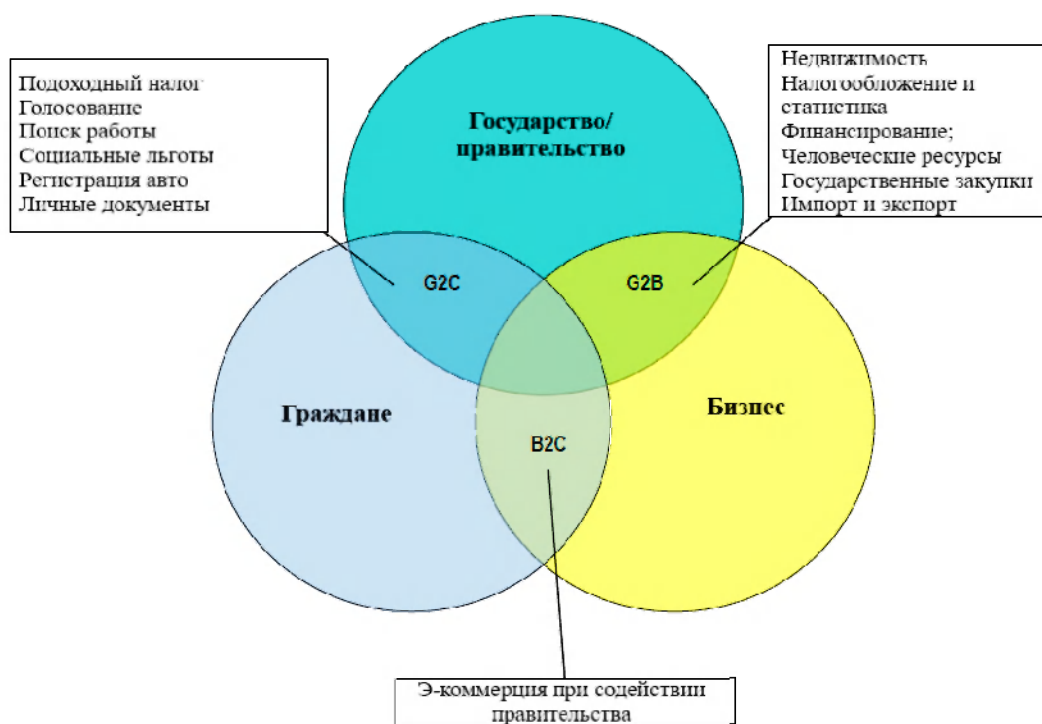 Подоходный налог
Голосование
Поиск работы
Социальные льготы
Регистрация авто
Личные документы
Государство/
правительство
Недвижимость
Налогообложение и
статистика
Финансирование;
Человеческие ресурсы
Государственные закупки
Импорт и экспорт
G2C
G2B
Граждане
Бизнес
B2C
Э-коммерция при содействии
правительства